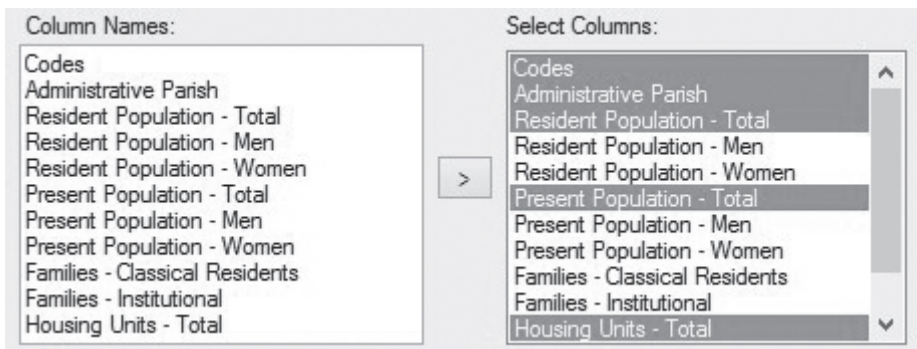 Column Names:
Codes
Administrative Parish
Resident Population - Total
Resident Population - Men
Resident Population - Women
Present Population - Total
Present Population - Men
Present Population - Women
Families - Classical Residents
Families - Institutional
Housing Units - Total
>
Select Columns:
Codes
Administrative Parish
Resident Population - Total
Resident Population - Men
Resident Population - Women
Present Population - Total
Present Population - Men
Present Population - Women
Families - Classical Residents
Families - Institutional
Housing Units - Total